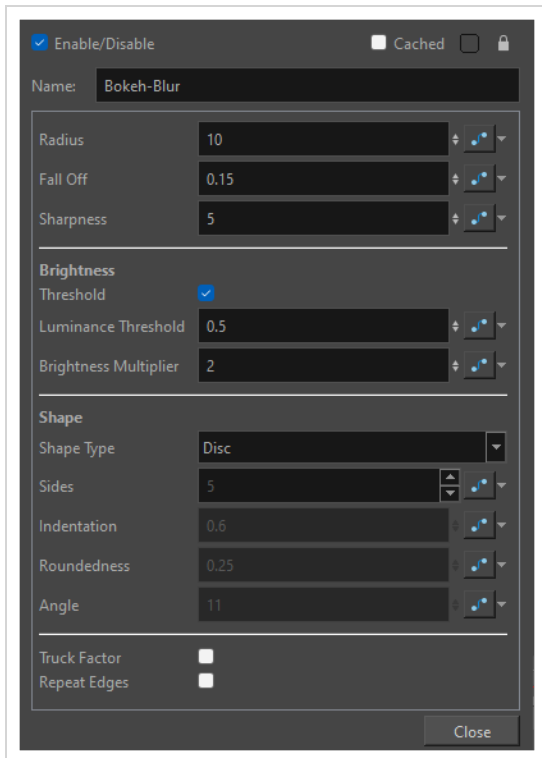 Enable/Disable Cached
Name: Bokeh-Blur
Radius 10
Fall Off 0.15
Sharpness 5
Brightness
Threshold
Luminance Threshold 0.5
Brightness Multiplier 2
Shape
Shape Type Disc
Sides 5
Indentation 0.6
Roundedness 0.25
Angle 11
Truck Factor
Repeat Edges
Close